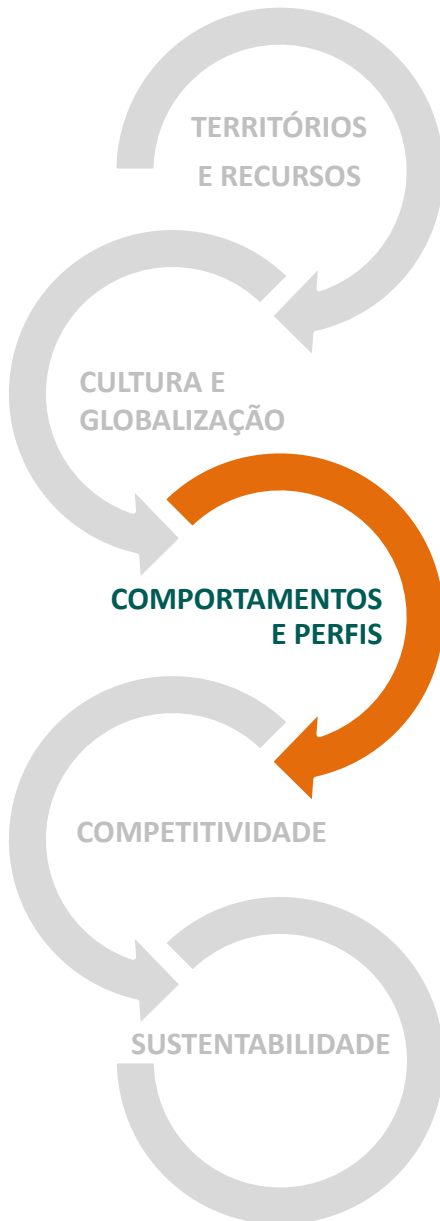 TERRITÓRIOS
E RECURSOS
CULTURA E
GLOBALIZAÇÃO
COMPORTAMENTOS
E PERFIS
COMPETITIVIDADE
SUSTENTABILIDADE